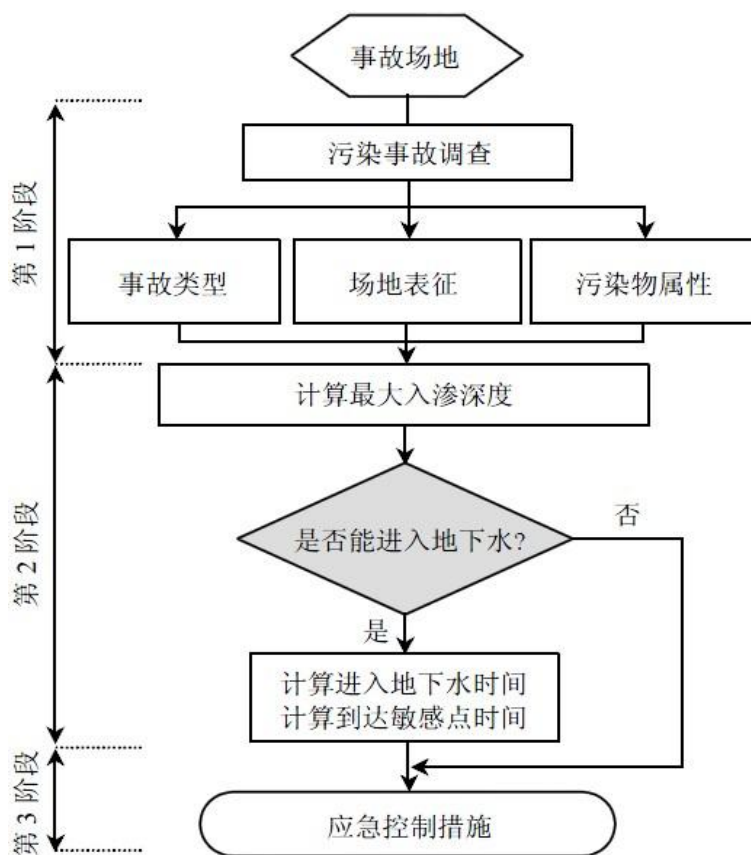 事故场地
第1阶段
污染事故调查
事故类型
场地表征
污染物属性
第2阶段
计算最大入渗深度
是否能进入地下水?
否
是
计算进入地下水时间
计算到达敏感点时间
第3阶段
应急控制措施